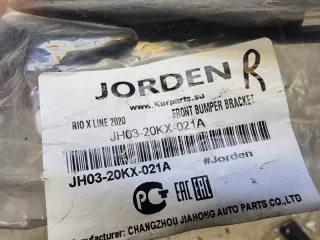 JORDEN R
www.Korparts.su
RIO X LINE 2020 FRONT BUMPER BRACKET
JH03-20KX-021A
JH03-20KX-021A #Jorden
EAC EAC
Manufacturer: CHANGZHOU JIAHONG AUTO PARTS CO.,LTD